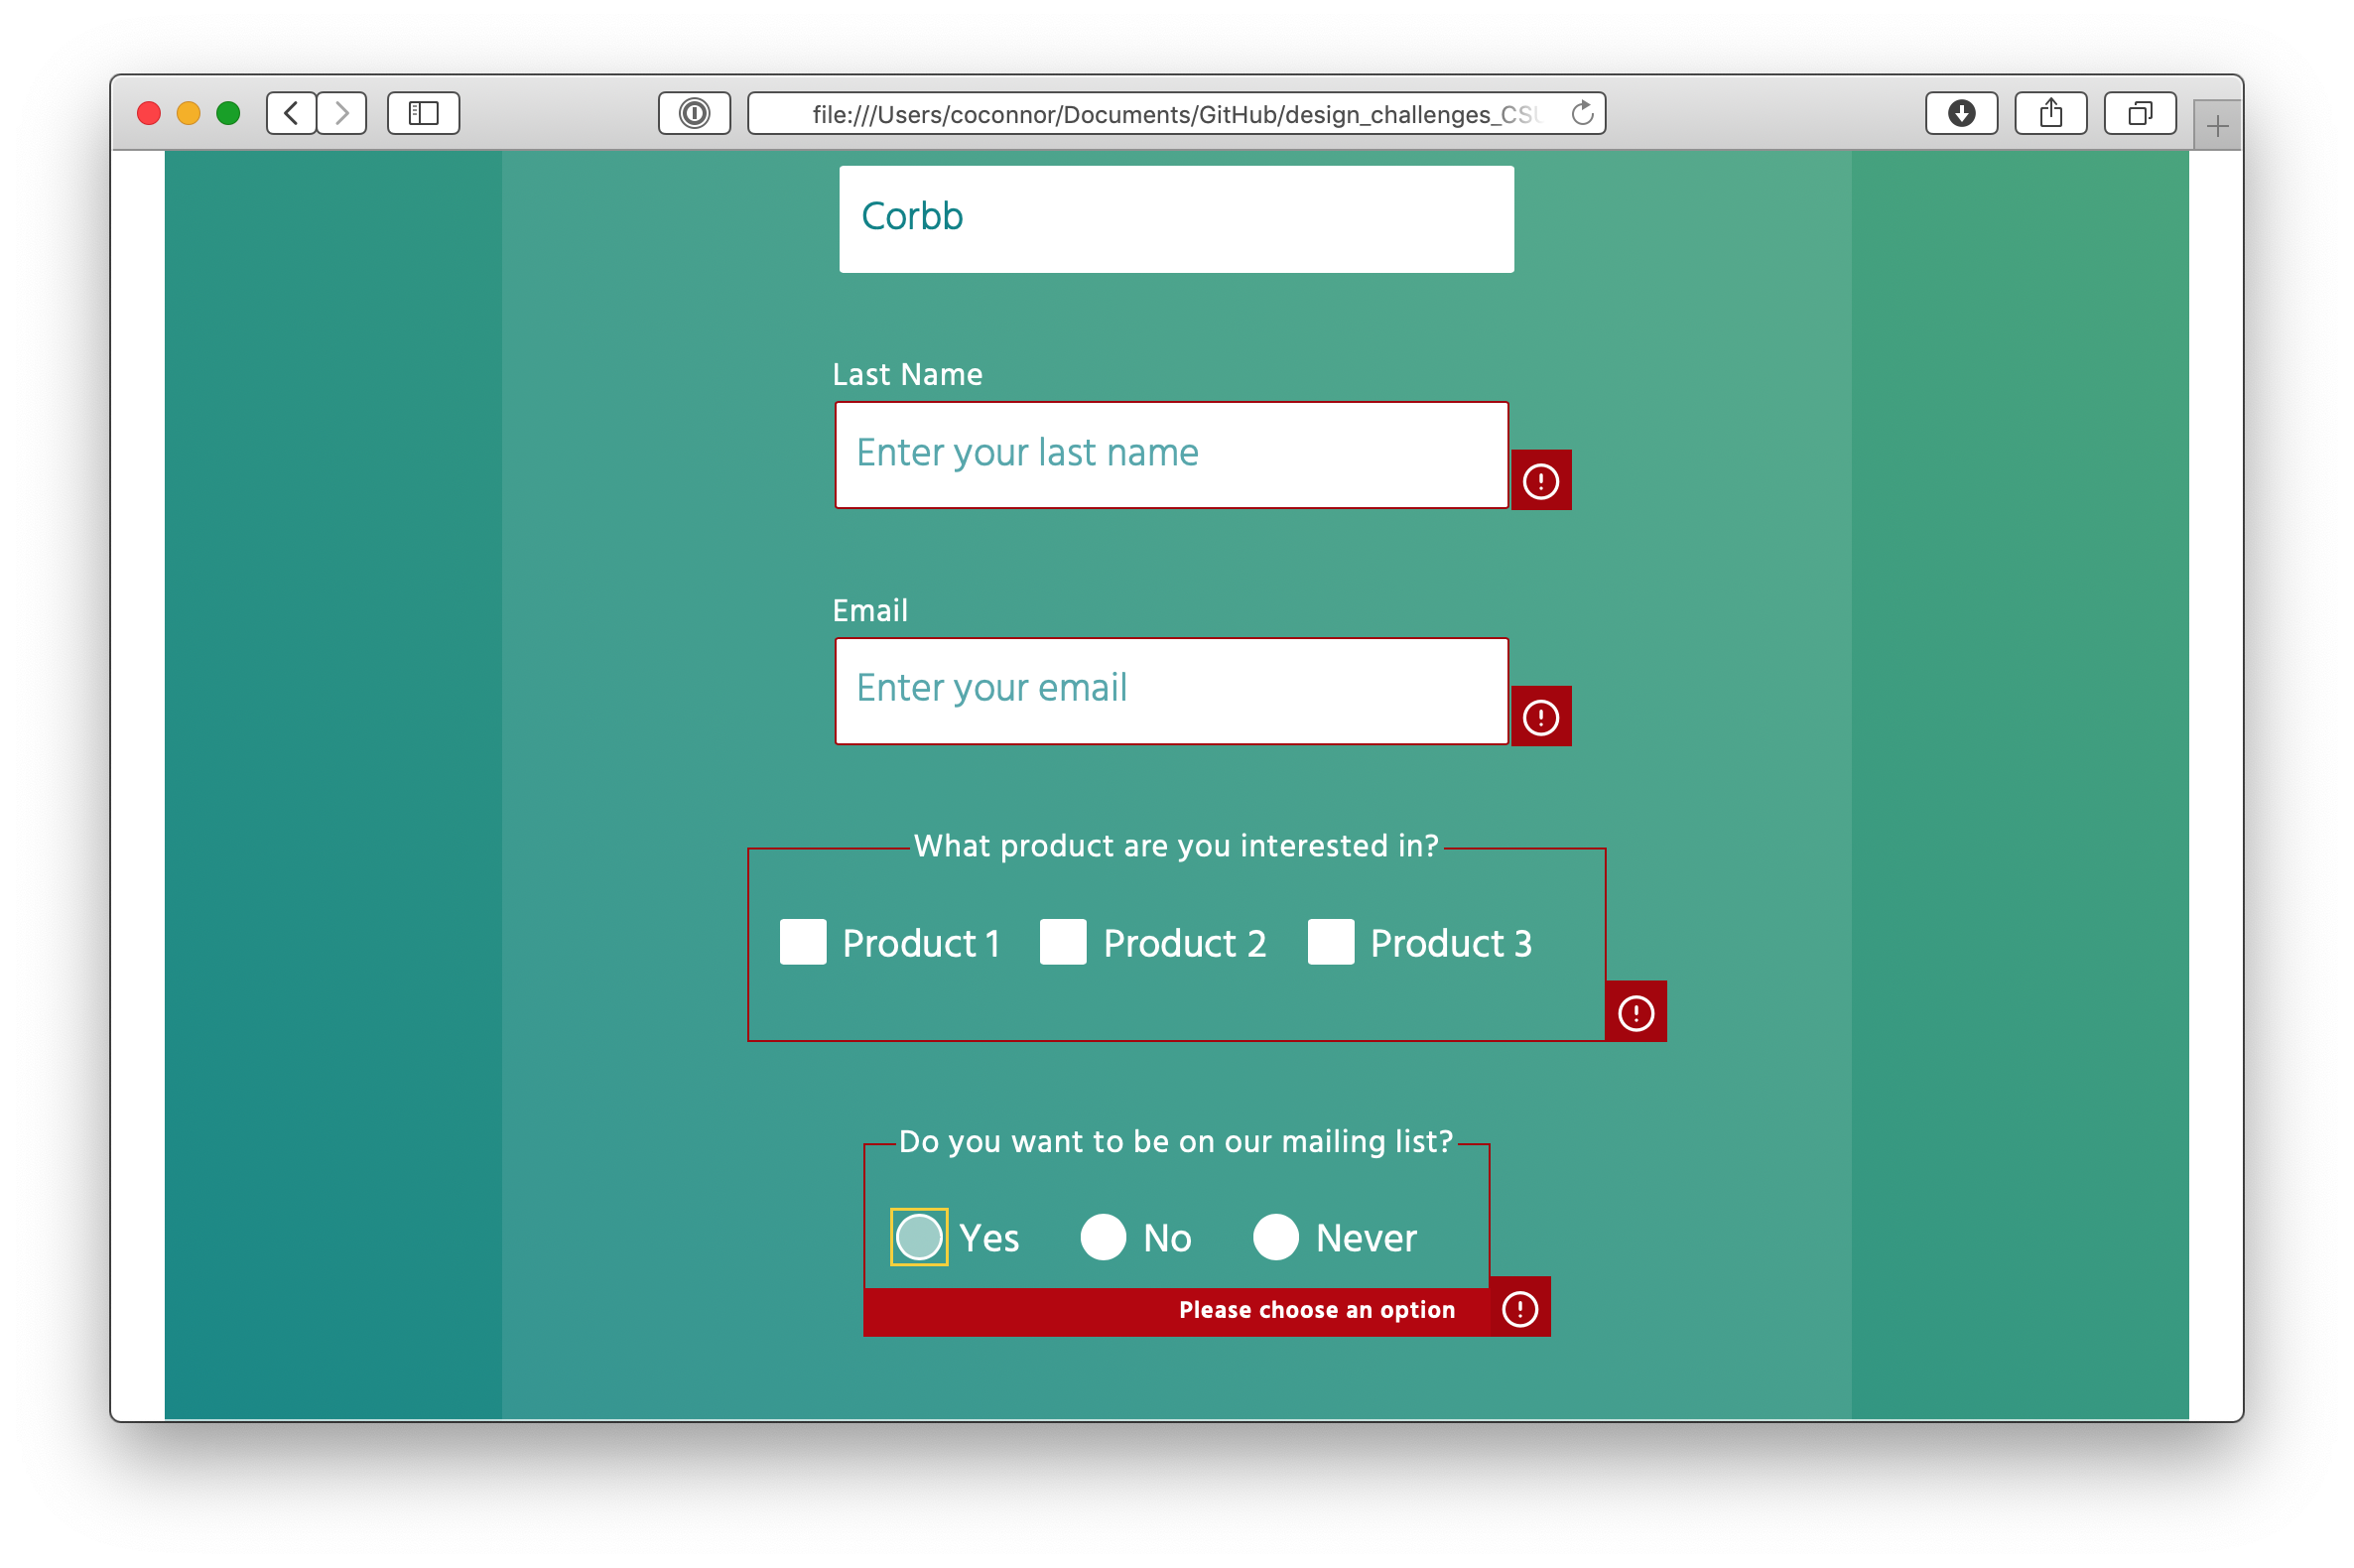 file:///Users/coconnor/Documents/GitHub/design_challenges_CSU
Corbb
Last Name
Enter your last name
Email
Enter your email
What product are you interested in?
Product 1 Product 2 Product 3
Do you want to be on our mailing list?
Yes No Never
Please choose an option